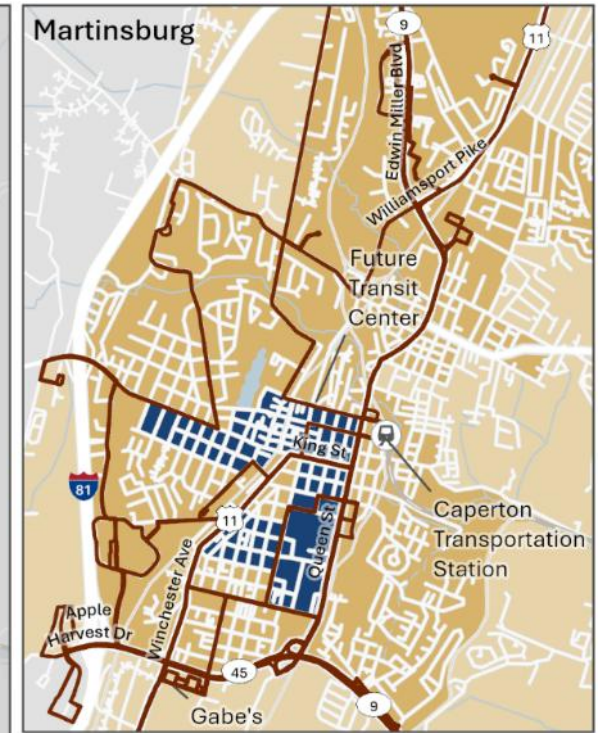 Martinsburg
9
11
Edwin Miller Blvd
Williamsport Pike
Future
Transit
Center
King St
81
11
Queen St
Caperton
Transportation
Station
Winchester Ave
Apple
Harvest Dr
45
Gabe's
9